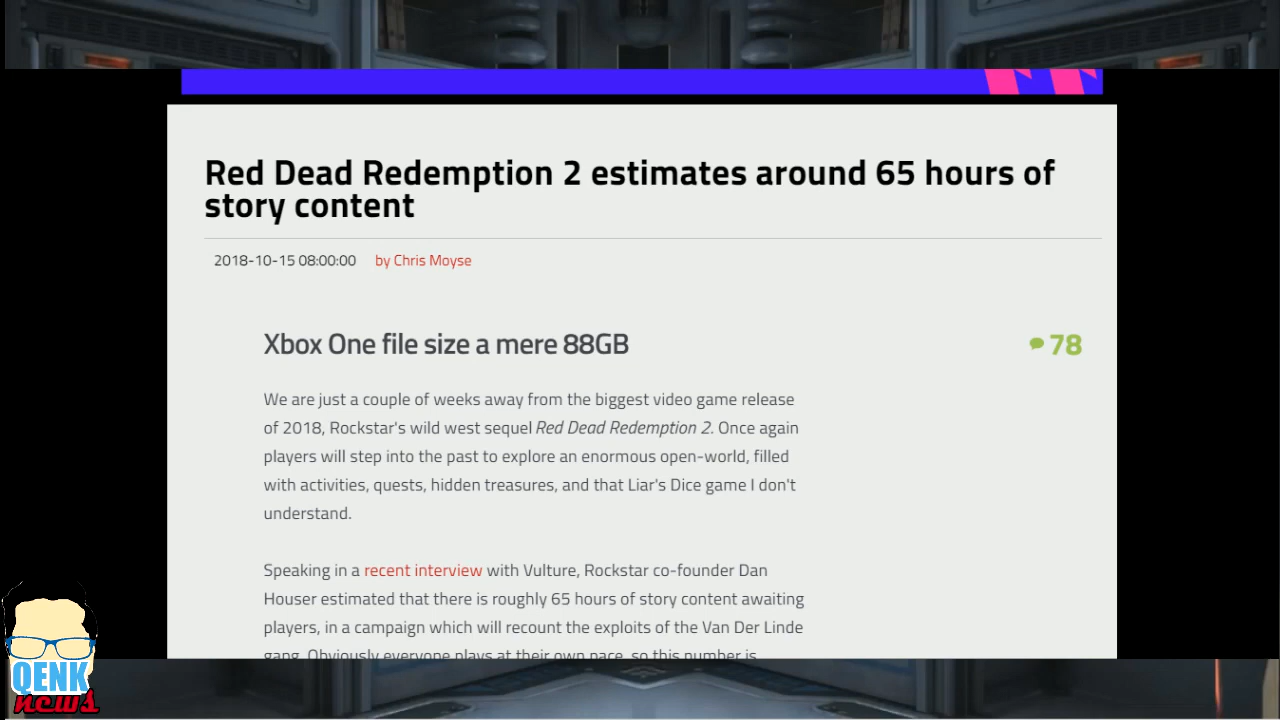 Red Dead Redemption 2 estimates around 65 hours of
story content
2018-10-15 08:00:00 by Chris Moyse
Xbox One file size a mere 88GB
78
We are just a couple of weeks away from the biggest video game release
of 2018, Rockstar's wild west sequel Red Dead Redemption 2. Once again
players will step into the past to explore an enormous open-world, filled
with activities, quests, hidden treasures, and that Liar's Dice game I don't
understand.
Speaking in a recent interview with Vulture, Rockstar co-founder Dan
Houser estimated that there is roughly 65 hours of story content awaiting
players, in a campaign which will recount the exploits of the Van Der Linde
gang. Obviously everyone plays at their own pace, so this number is
QENK
news